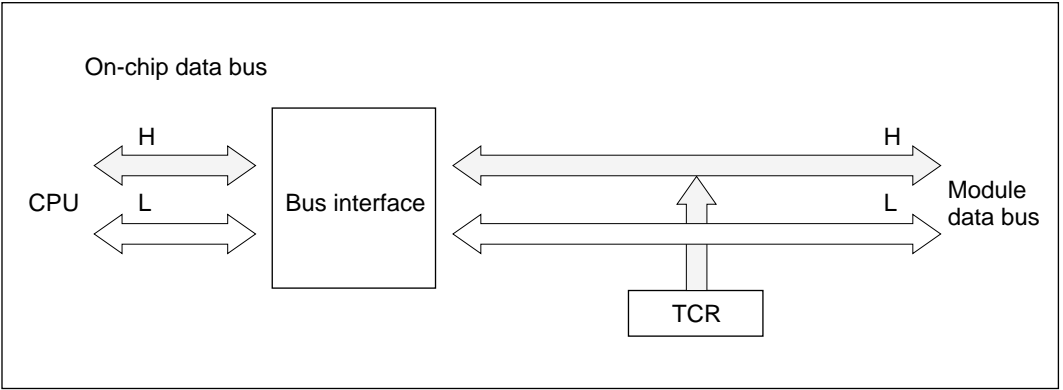 On-chip data bus
H
H
CPU
L
Bus interface
L
Module
data bus
TCR